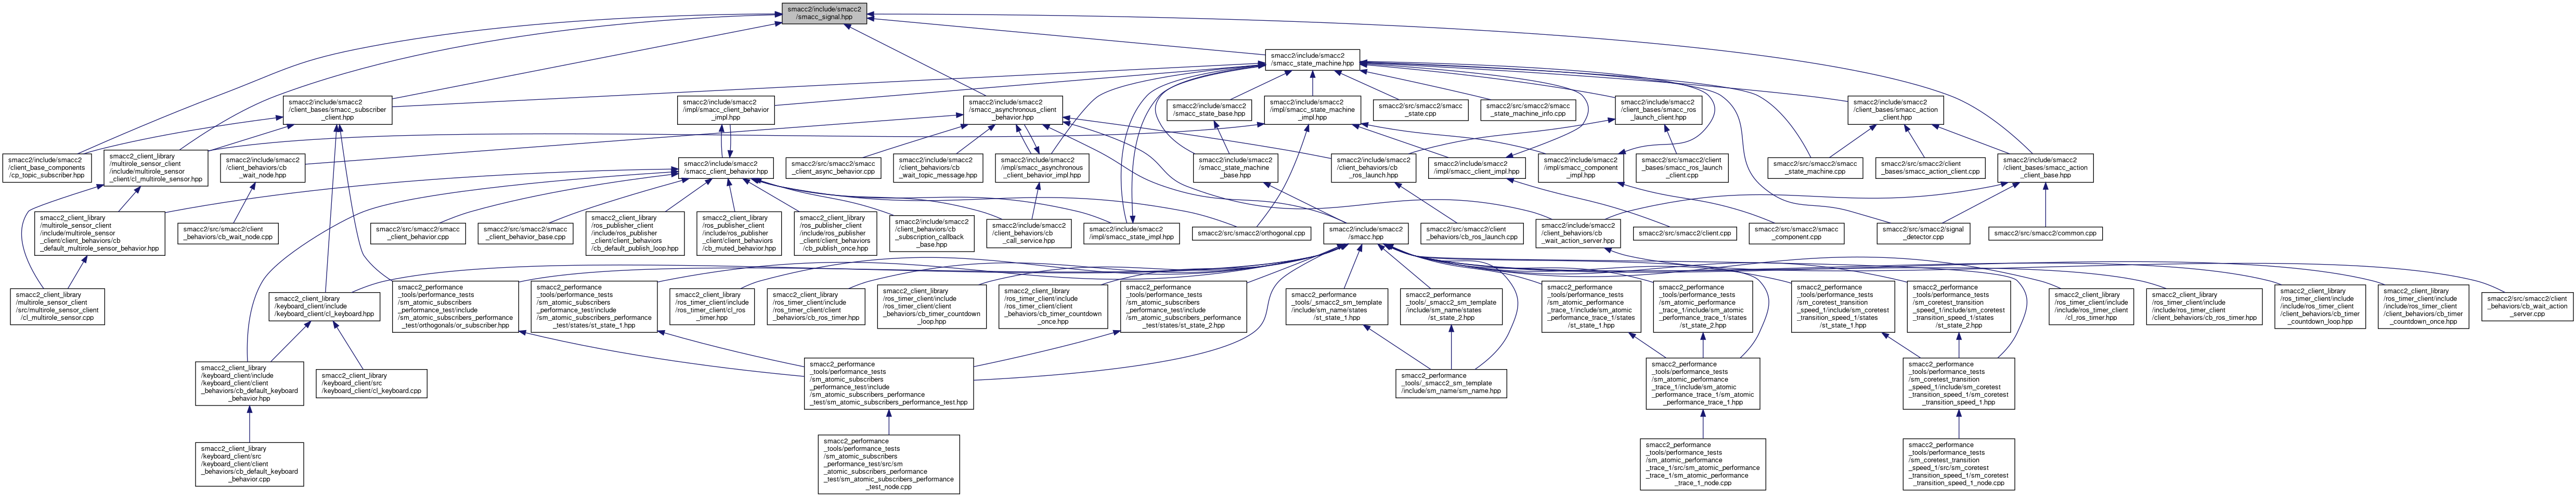 smacc2/include/smacc2
/smacc_signal.hpp
smacc2/include/smacc2
/smacc_state_machine.hpp
smacc2/include/smacc2
/client_bases/smacc_subscriber
_client.hpp
smacc2/include/smacc2
/impl/smacc_client_behavior
_impl.hpp
smacc2/include/smacc2
/smacc_asynchronous_client
_behavior.hpp
smacc2/include/smacc2
/smacc_state_base.hpp
smacc2/include/smacc2
/impl/smacc_state_machine
_impl.hpp
smacc2/src/smacc2/smacc
_state.cpp
smacc2/src/smacc2/smacc
_state_machine_info.cpp
smacc2/include/smacc2
/client_bases/smacc_ros
_launch_client.hpp
smacc2/include/smacc2
/client_bases/smacc_action
_client.hpp
smacc2/include/smacc2
/client_base_components
/cp_topic_subscriber.hpp
smacc2_client_library
/multirole_sensor_client
/include/multirole_sensor
_client/cl_multirole_sensor.hpp
smacc2/include/smacc2
/client_behaviors/cb
_wait_node.hpp
smacc2/include/smacc2
/smacc_client_behavior.hpp
smacc2/src/smacc2/smacc
_client_async_behavior.cpp
smacc2/include/smacc2
/client_behaviors/cb
_wait_topic_message.hpp
smacc2/include/smacc2
/impl/smacc_asynchronous
_client_behavior_impl.hpp
smacc2/include/smacc2
/smacc_state_machine
_base.hpp
smacc2/include/smacc2
/client_behaviors/cb
_ros_launch.hpp
smacc2/include/smacc2
/impl/smacc_client_impl.hpp
smacc2/include/smacc2
/impl/smacc_component
_impl.hpp
smacc2/src/smacc2/client
_bases/smacc_ros_launch
_client.cpp
smacc2/src/smacc2/smacc
_state_machine.cpp
smacc2/src/smacc2/client
_bases/smacc_action_client.cpp
smacc2/include/smacc2
/client_bases/smacc_action
_client_base.hpp
smacc2_client_library
/multirole_sensor_client
/include/multirole_sensor
_client/client_behaviors/cb
_default_multirole_sensor_behavior.hpp
smacc2/src/smacc2/client
_behaviors/cb_wait_node.cpp
smacc2/src/smacc2/smacc
_client_behavior.cpp
smacc2/src/smacc2/smacc
_client_behavior_base.cpp
smacc2_client_library
/ros_publisher_client
/include/ros_publisher
_client/client_behaviors
/cb_default_publish_loop.hpp
smacc2_client_library
/ros_publisher_client
/include/ros_publisher
_client/client_behaviors
/cb_muted_behavior.hpp
smacc2_client_library
/ros_publisher_client
/include/ros_publisher
_client/client_behaviors
/cb_publish_once.hpp
smacc2/include/smacc2
/client_behaviors/cb
_subscription_callback
_base.hpp
smacc2/include/smacc2
/client_behaviors/cb
_call_service.hpp
smacc2/include/smacc2
/impl/smacc_state_impl.hpp
smacc2/src/smacc2/orthogonal.cpp
smacc2/include/smacc2
/smacc.hpp
smacc2/src/smacc2/client
_behaviors/cb_ros_launch.cpp
smacc2/include/smacc2
/client_behaviors/cb
_wait_action_server.hpp
smacc2/src/smacc2/client.cpp
smacc2/src/smacc2/smacc
_component.cpp
smacc2/src/smacc2/signal
_detector.cpp
smacc2/src/smacc2/common.cpp
smacc2_client_library
/multirole_sensor_client
/src/multirole_sensor_client
/cl_multirole_sensor.cpp
smacc2_client_library
/keyboard_client/include
/keyboard_client/cl_keyboard.hpp
smacc2_performance
_tools/performance_tests
/sm_atomic_subscribers
_performance_test/include
/sm_atomic_subscribers_performance
_test/orthogonals/or_subscriber.hpp
smacc2_performance
_tools/performance_tests
/sm_atomic_subscribers
_performance_test/include
/sm_atomic_subscribers_performance
_test/states/st_state_1.hpp
smacc2_client_library
/ros_timer_client/include
/ros_timer_client/cl_ros
_timer.hpp
smacc2_client_library
/ros_timer_client/include
/ros_timer_client/client
_behaviors/cb_ros_timer.hpp
smacc2_client_library
/ros_timer_client/include
/ros_timer_client/client
_behaviors/cb_timer_countdown
_loop.hpp
smacc2_client_library
/ros_timer_client/include
/ros_timer_client/client
_behaviors/cb_timer_countdown
_once.hpp
smacc2_performance
_tools/performance_tests
/sm_atomic_subscribers
_performance_test/include
/sm_atomic_subscribers_performance
_test/states/st_state_2.hpp
smacc2_performance
_tools/_smacc2_sm_template
/include/sm_name/states
/st_state_1.hpp
smacc2_performance
_tools/_smacc2_sm_template
/include/sm_name/states
/st_state_2.hpp
smacc2_performance
_tools/performance_tests
/sm_atomic_performance
_trace_1/include/sm_atomic
_performance_trace_1/states
/st_state_1.hpp
smacc2_performance
_tools/performance_tests
/sm_atomic_performance
_trace_1/include/sm_atomic
_performance_trace_1/states
/st_state_2.hpp
smacc2_performance
_tools/performance_tests
/sm_coretest_transition
_speed_1/include/sm_coretest
_transition_speed_1/states
/st_state_1.hpp
smacc2_performance
_tools/performance_tests
/sm_coretest_transition
_speed_1/include/sm_coretest
_transition_speed_1/states
/st_state_2.hpp
smacc2_client_library
/ros_timer_client/include
/include/ros_timer_client
/cl_ros_timer.hpp
smacc2_client_library
/ros_timer_client/include
/include/ros_timer_client
/client_behaviors/cb_ros_timer.hpp
smacc2_client_library
/ros_timer_client/include
/include/ros_timer_client
/client_behaviors/cb_timer
_countdown_loop.hpp
smacc2_client_library
/ros_timer_client/include
/include/ros_timer_client
/client_behaviors/cb_timer
_countdown_once.hpp
smacc2/src/smacc2/client
_behaviors/cb_wait_action
_server.cpp
smacc2_client_library
/keyboard_client/include
/keyboard_client/client
_behaviors/cb_default_keyboard
_behavior.hpp
smacc2_client_library
/keyboard_client/src
/keyboard_client/cl_keyboard.cpp
smacc2_performance
_tools/performance_tests
/sm_atomic_subscribers
_performance_test/include
/sm_atomic_subscribers_performance
_test/sm_atomic_subscribers_performance_test.hpp
smacc2_performance
_tools/_smacc2_sm_template
/include/sm_name/sm_name.hpp
smacc2_performance
_tools/performance_tests
/sm_atomic_performance
_trace_1/include/sm_atomic
_performance_trace_1/sm_atomic
_performance_trace_1.hpp
smacc2_performance
_tools/performance_tests
/sm_coretest_transition
_speed_1/include/sm_coretest
_transition_speed_1/sm_coretest
_transition_speed_1.hpp
smacc2_client_library
/keyboard_client/src
/keyboard_client/client
_behaviors/cb_default_keyboard
_behavior.cpp
smacc2_performance
_tools/performance_tests
/sm_atomic_subscribers
_performance_test/src/sm
_atomic_subscribers_performance
_test/sm_atomic_subscribers_performance
_test_node.cpp
smacc2_performance
_tools/performance_tests
/sm_atomic_performance
_trace_1/src/sm_atomic_performance
_trace_1/sm_atomic_performance
_trace_1_node.cpp
smacc2_performance
_tools/performance_tests
/sm_coretest_transition
_speed_1/src/sm_coretest
_transition_speed_1/sm_coretest
_transition_speed_1_node.cpp